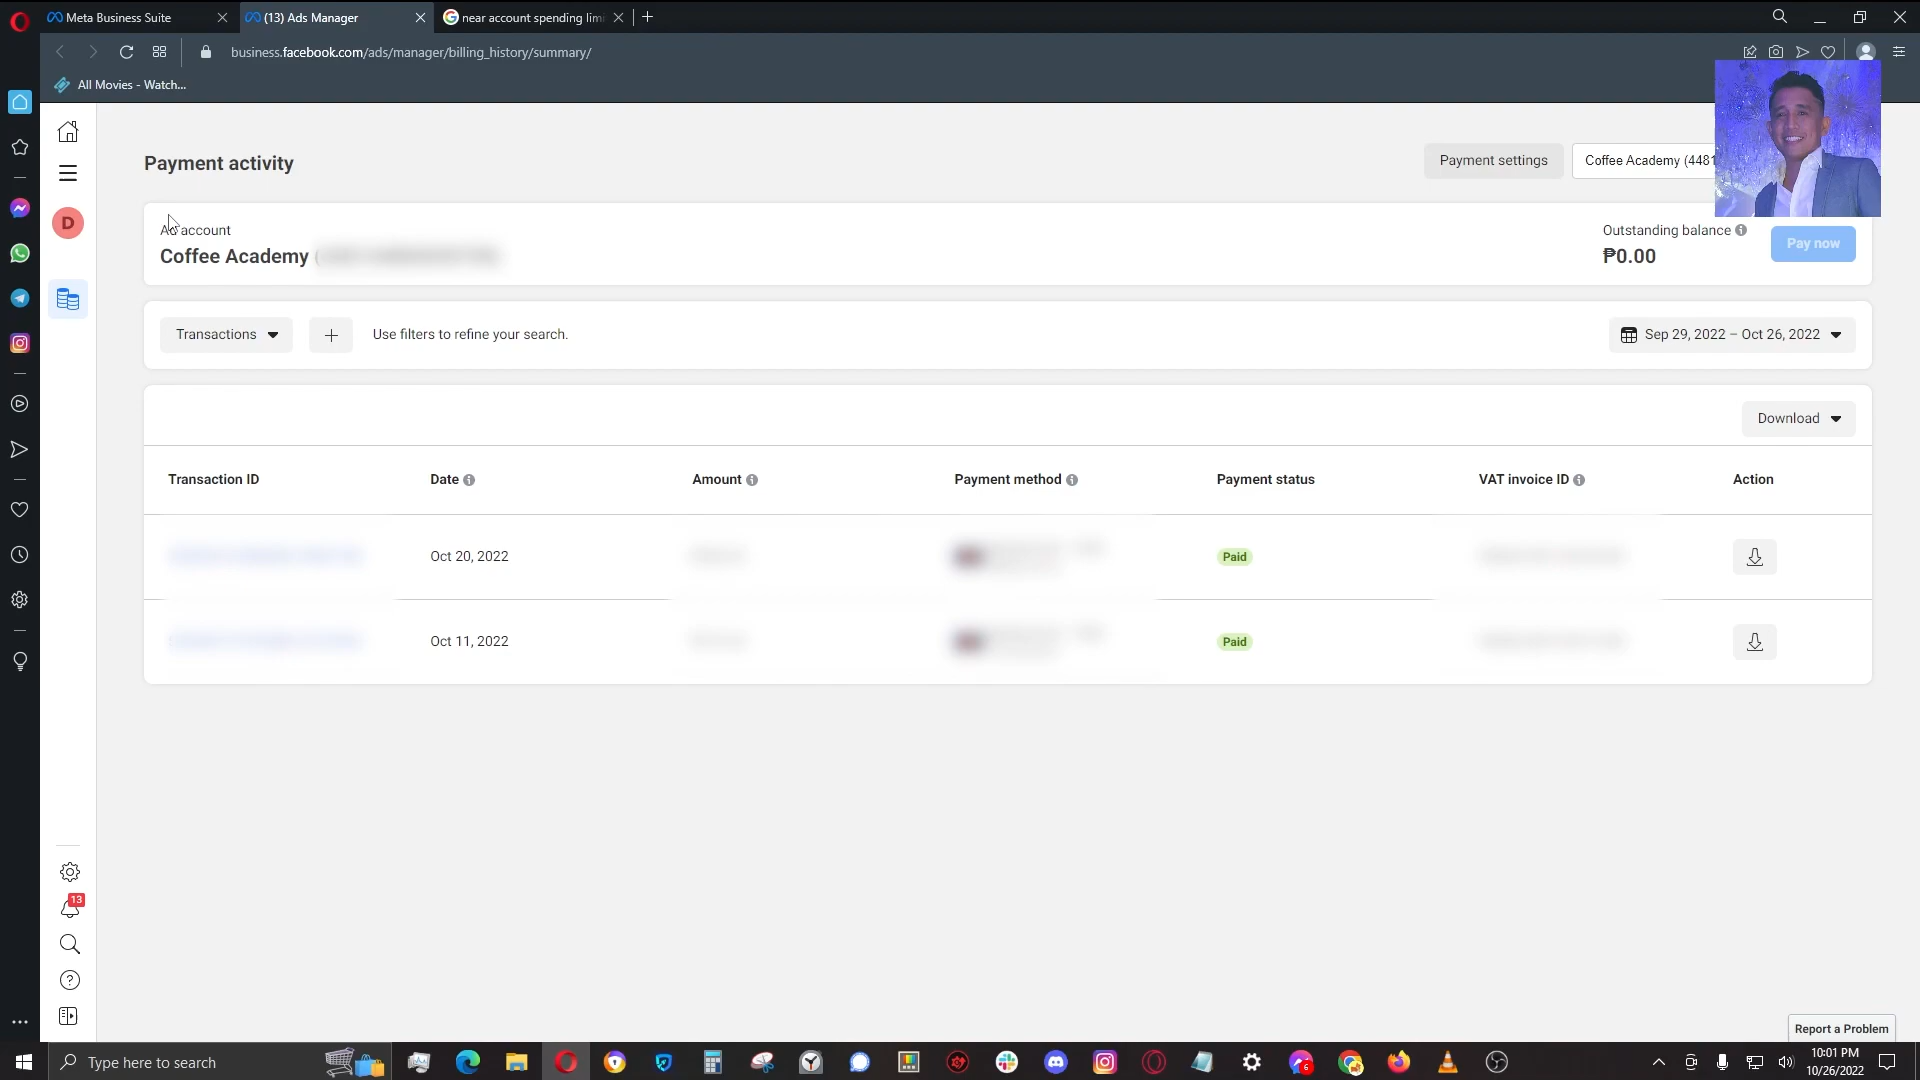 Meta Business Suite
(13) Ads Manager
near account spending limi
business.facebook.com/ads/manager/billing_history/summary/
All Movies - Watch...
Payment activity
Payment settings
Coffee Academy (4481
D
Ad account
Coffee Academy
Outstanding balance
₱0.00
Pay now
Transactions
Use filters to refine your search.
Sep 29, 2022 – Oct 26, 2022
Download
Transaction ID
Date
Amount
Payment method
Payment status
VAT invoice ID
Action
Oct 20, 2022
Paid
Oct 11, 2022
Paid
13
Report a Problem
Type here to search
6
10:01 PM
10/26/2022